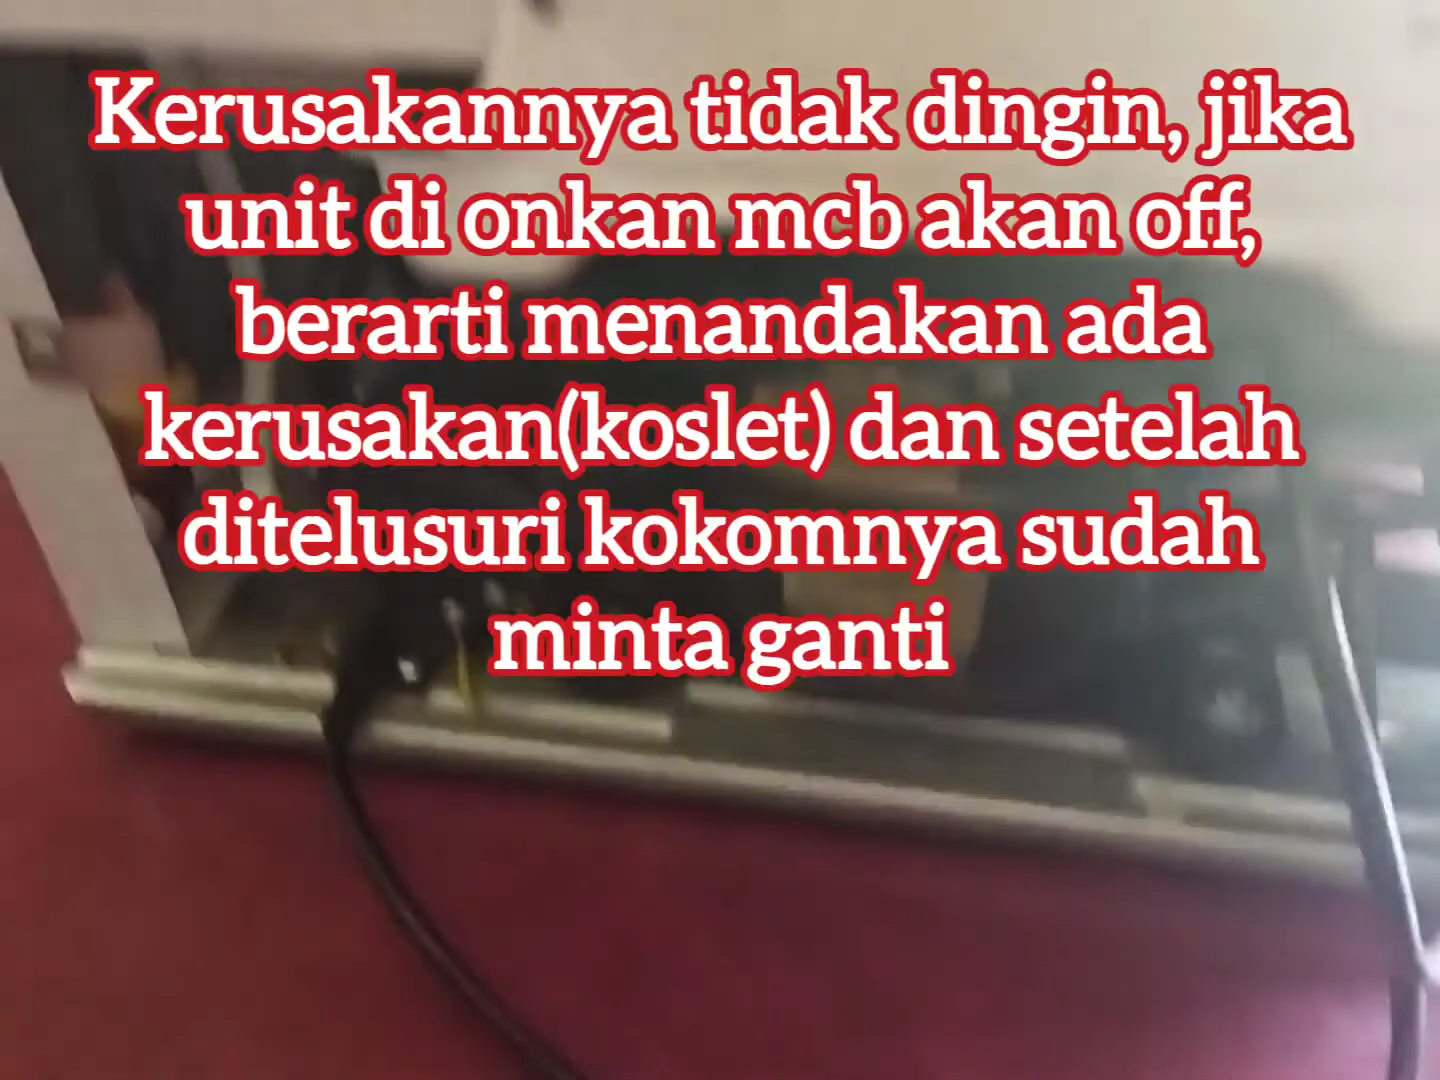 Kerusakannya tidak dingin, jika
unit di onkan mcb akan off,
berarti menandakan ada
kerusakan(koslet) dan setelah
ditelusuri kokomnya sudah
minta ganti